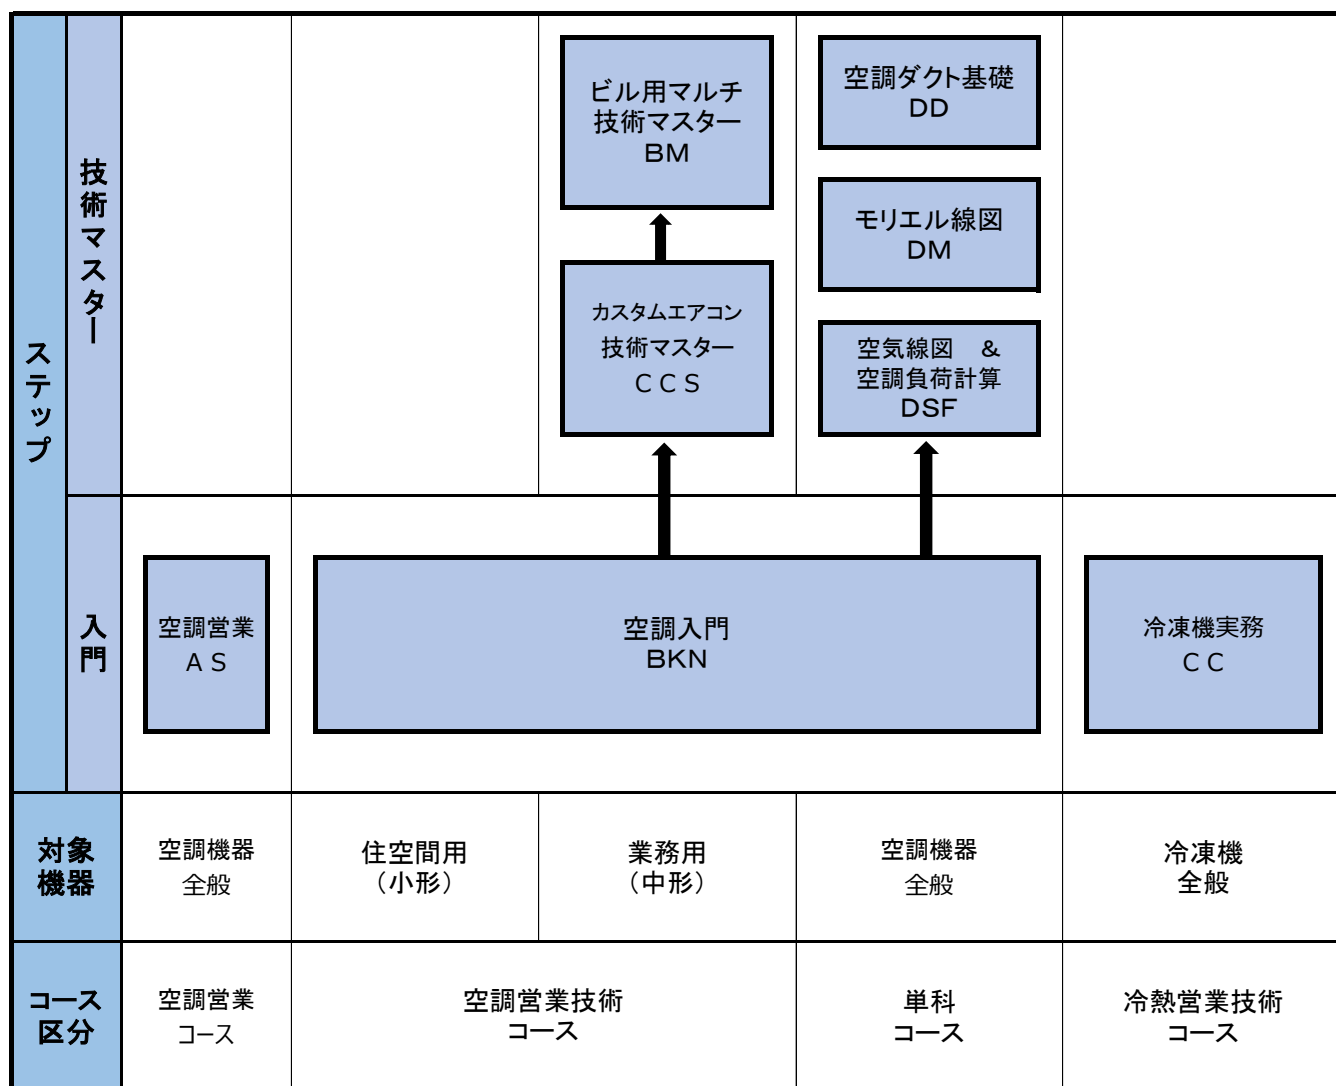 ステップ
技術マスター
ビル用マルチ
技術マスター
BM
空調ダクト基礎
DD
モリエル線図
DM
カスタムエアコン
技術マスター
CCS
空気線図　&
空調負荷計算
DSF
入門
空調営業
AS
空調入門
BKN
冷凍機実務
CC
対象
機器
空調機器
全般
住空間用
（小形）
業務用
（中形）
空調機器
全般
冷凍機
全般
コース
区分
空調営業
コース
空調営業技術
コース
単科
コース
冷熱営業技術
コース